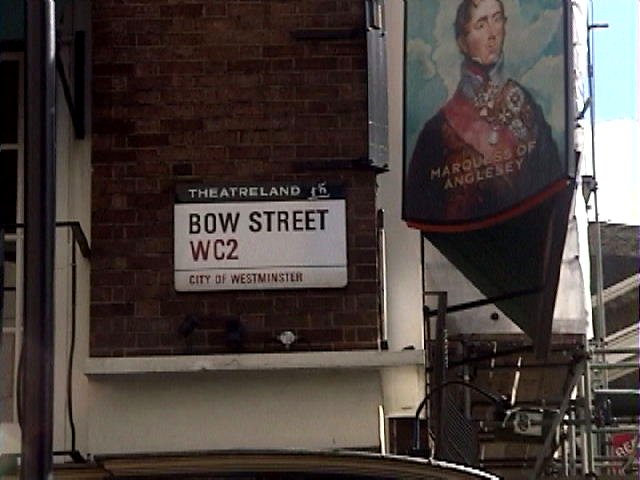 THEATRELAND
BOW STREET
WC2
CITY OF WESTMINSTER
MARQUESS OF
ANGLESEY